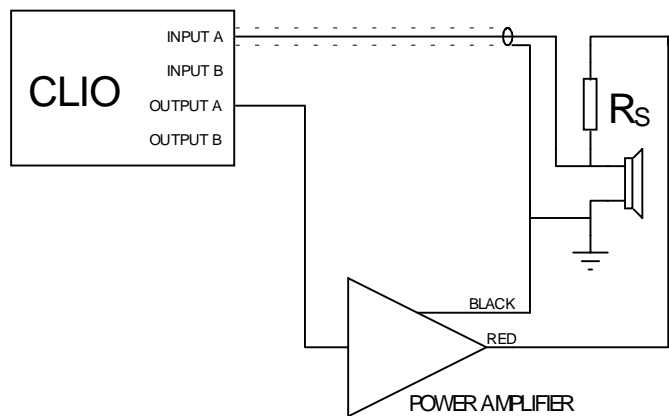 INPUT A
INPUT B
CLIO
OUTPUT A
OUTPUT B
RS
BLACK
RED
POWER AMPLIFIER